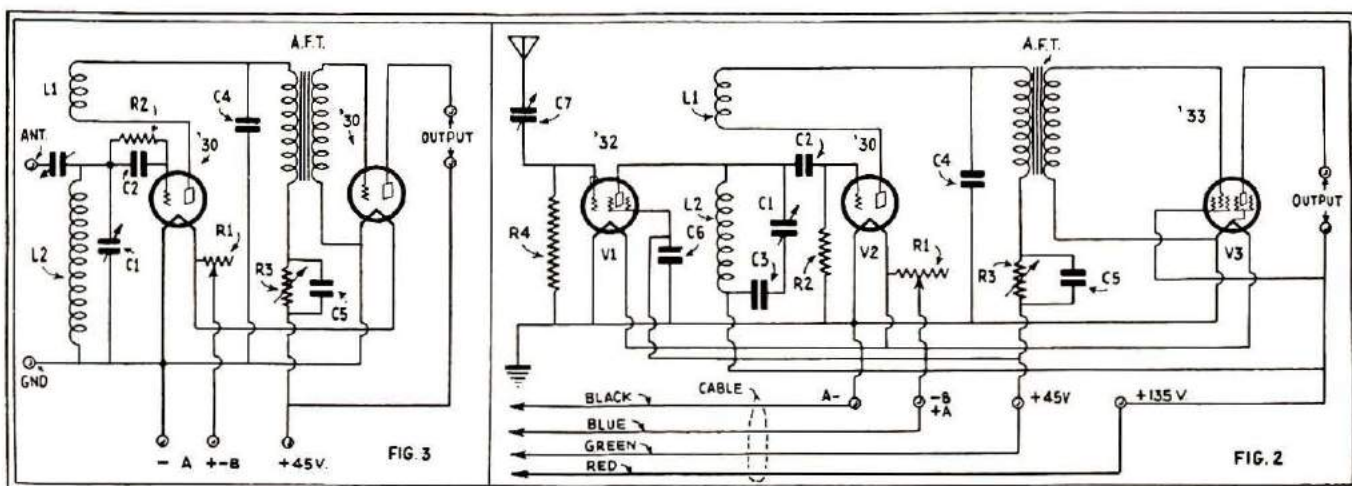 A.F.T.
L1
R2
C4
'30
'30
OUTPUT
ANT.
C2
L2
C1
R1
R3
C5
GND
- A + -B +45V.
FIG. 3
A.F.T.
C7
L1
'32
C2
'30
'33
C4
OUTPUT
R4
V1
C6
L2
C1
C3
R2
V2
R1
R3
C5
V3
CABLE
BLACK
A-
-B
+A
+45V
+135V
BLUE
GREEN
RED
FIG. 2